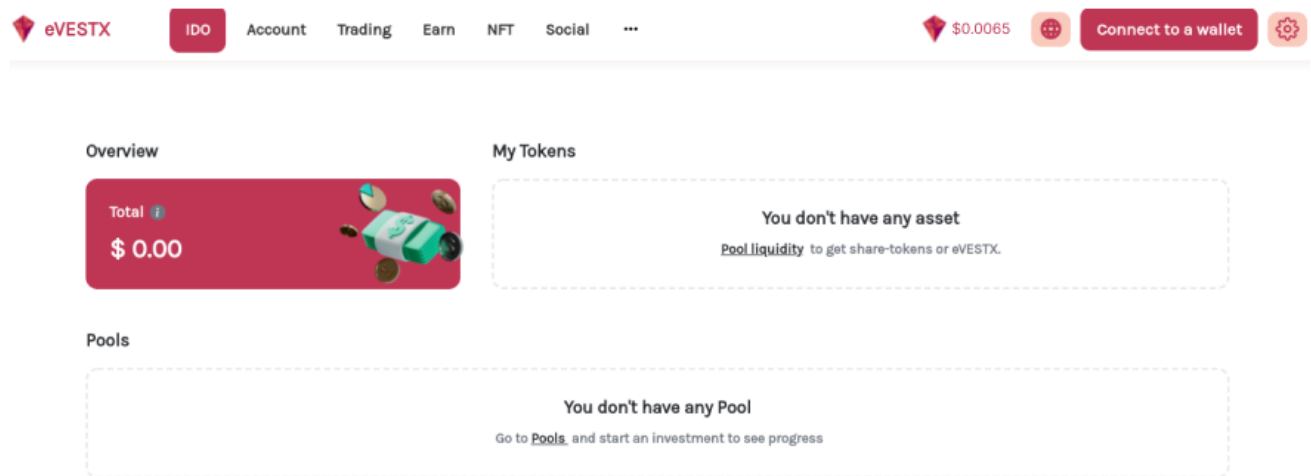 eVESTX IDO Account Trading Earn NFT Social ••• $0.0065 Connect to a wallet
Overview My Tokens
Total i
$ 0.00
You don't have any asset
Pool liquidity to get share-tokens or eVESTX.
Pools
You don't have any Pool
Go to Pools and start an investment to see progress